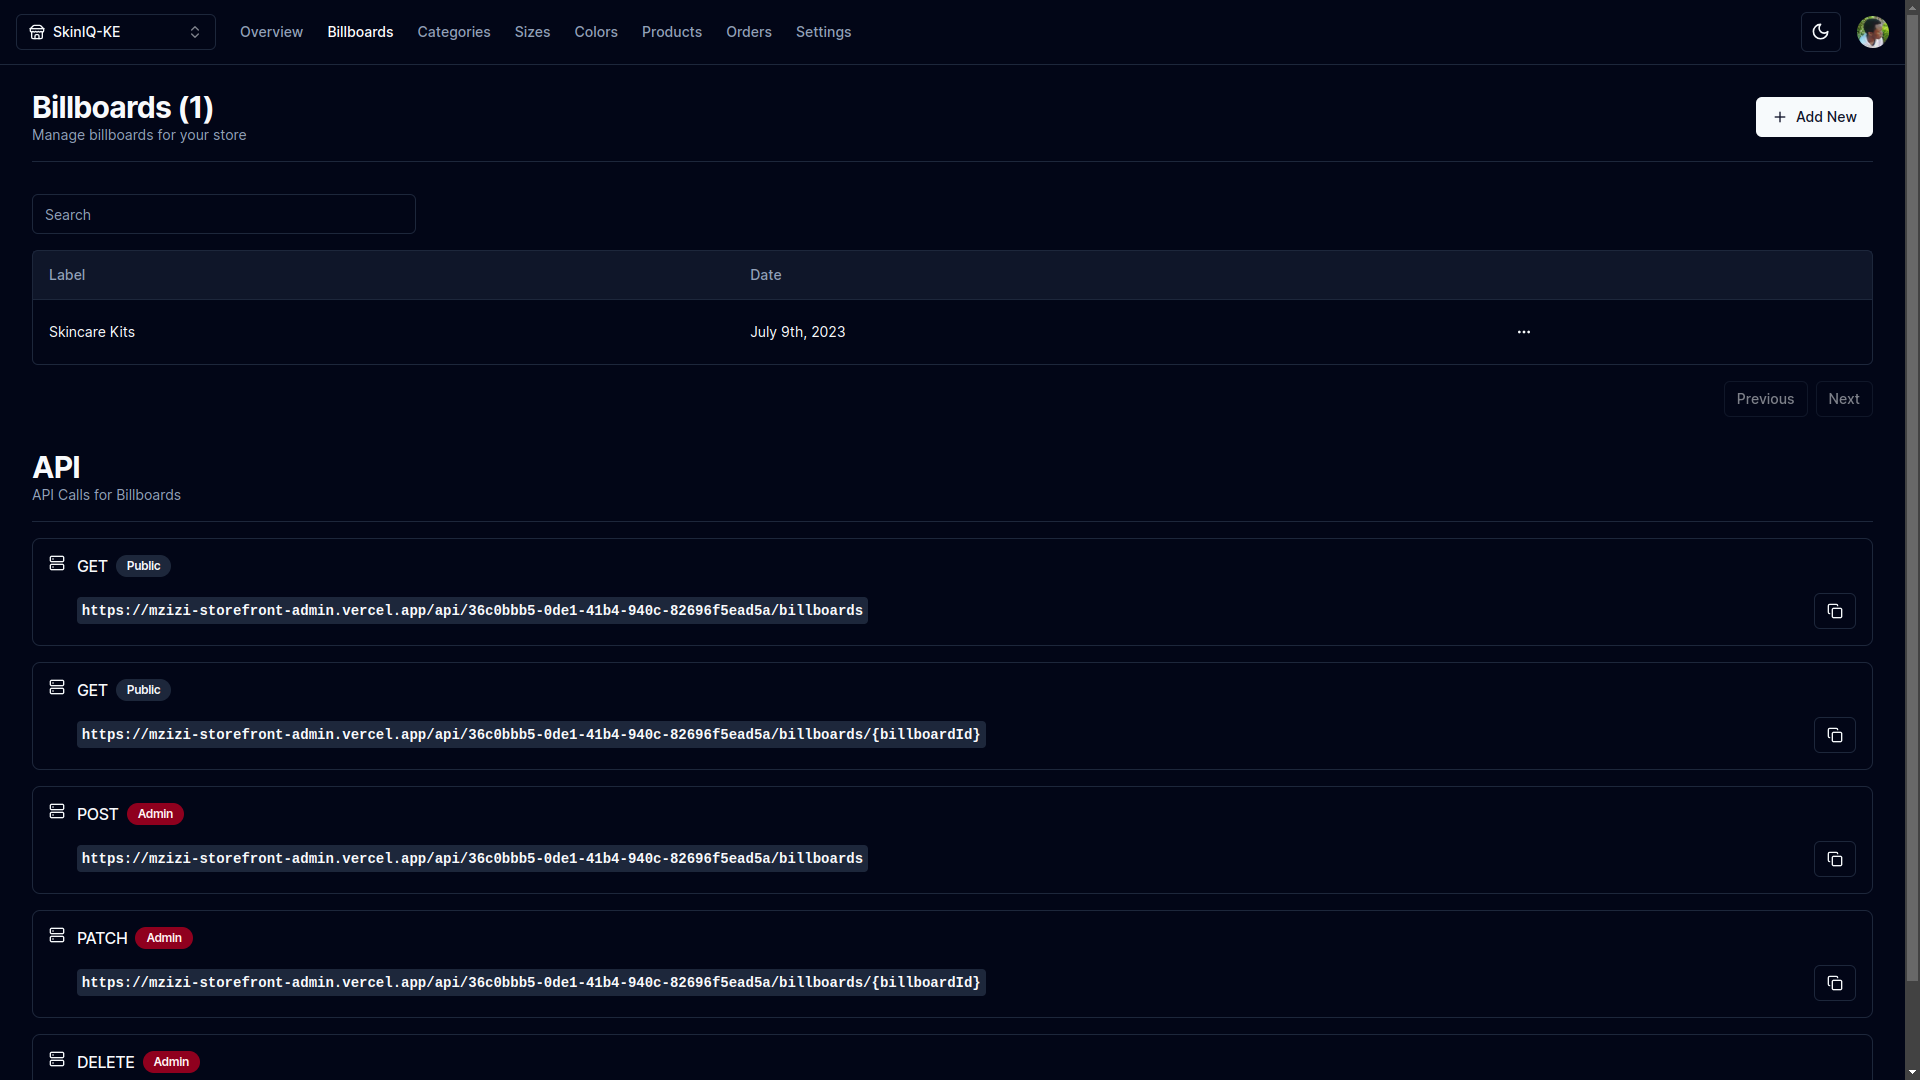 SkinIQ-KE
Overview
Billboards
Categories
Sizes
Colors
Products
Orders
Settings
Billboards (1)
Manage billboards for your store
Add New
Search
Label Date
Skincare Kits July 9th, 2023
Previous Next
API
API Calls for Billboards
GET Public
https://mzizi-storefront-admin.vercel.app/api/36c0bbb5-0de1-41b4-940c-82696f5ead5a/billboards
GET Public
https://mzizi-storefront-admin.vercel.app/api/36c0bbb5-0de1-41b4-940c-82696f5ead5a/billboards/{billboardId}
POST Admin
https://mzizi-storefront-admin.vercel.app/api/36c0bbb5-0de1-41b4-940c-82696f5ead5a/billboards
PATCH Admin
https://mzizi-storefront-admin.vercel.app/api/36c0bbb5-0de1-41b4-940c-82696f5ead5a/billboards/{billboardId}
DELETE Admin